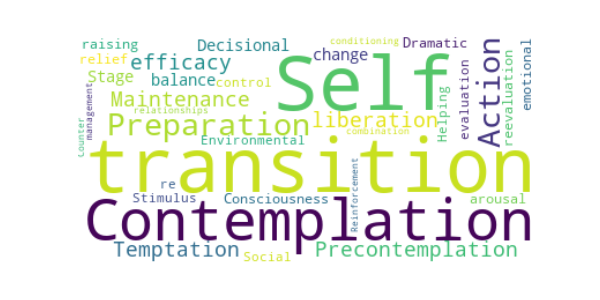 raising
Decisional
conditioning
Dramatic
relief
efficacy
change
Stage
balance
control
Self
Action
reevaluation
emotional
evaluation
Helping
management
Counter
Maintenance
relationships
Preparation
liberation
combination
Environmental
transition
re
Stimulus
Consciousness
Reinforcement
arousal
Contemplation
Temptation
Social
Precontemplation